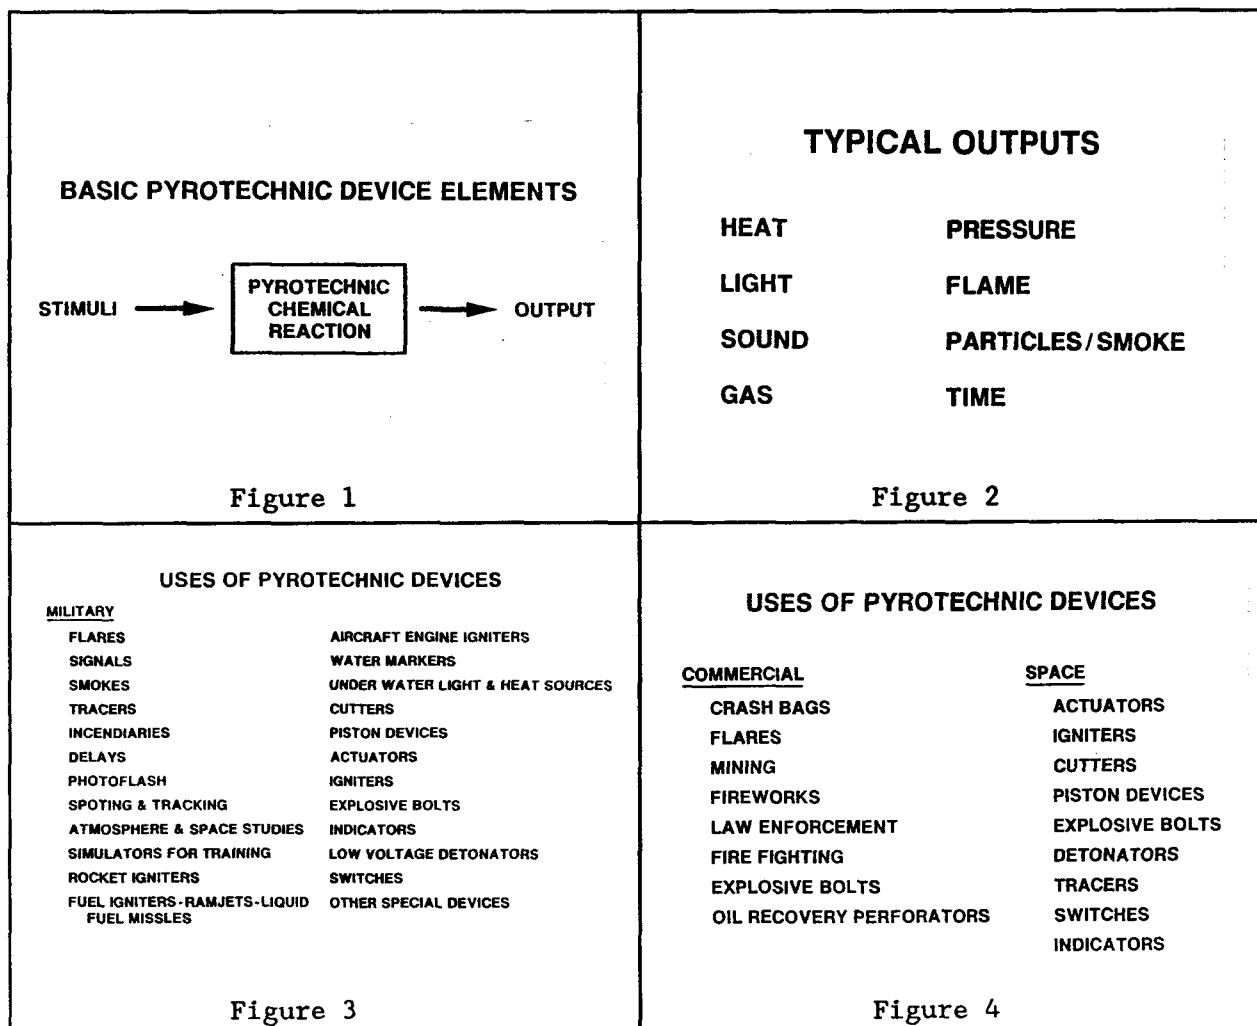 BASIC PYROTECHNIC DEVICE ELEMENTS
STIMULI
PYROTECHNIC
CHEMICAL
REACTION
OUTPUT
Figure 1
TYPICAL OUTPUTS
HEAT PRESSURE
LIGHT FLAME
SOUND PARTICLES/SMOKE
GAS TIME
Figure 2
USES OF PYROTECHNIC DEVICES
MILITARY
FLARES AIRCRAFT ENGINE IGNITERS
SIGNALS WATER MARKERS
SMOKES UNDER WATER LIGHT & HEAT SOURCES
TRACERS CUTTERS
INCENDIARIES PISTON DEVICES
DELAYS ACTUATORS
PHOTOFLASH IGNITERS
SPOTING & TRACKING EXPLOSIVE BOLTS
ATMOSPHERE & SPACE STUDIES INDICATORS
SIMULATORS FOR TRAINING LOW VOLTAGE DETONATORS
ROCKET IGNITERS SWITCHES
FUEL IGNITERS-RAMJETS-LIQUID OTHER SPECIAL DEVICES
FUEL MISSLES
Figure 3
USES OF PYROTECHNIC DEVICES
COMMERCIAL SPACE
CRASH BAGS ACTUATORS
FLARES IGNITERS
MINING CUTTERS
FIREWORKS PISTON DEVICES
LAW ENFORCEMENT EXPLOSIVE BOLTS
FIRE FIGHTING DETONATORS
EXPLOSIVE BOLTS TRACERS
OIL RECOVERY PERFORATORS SWITCHES
INDICATORS
Figure 4